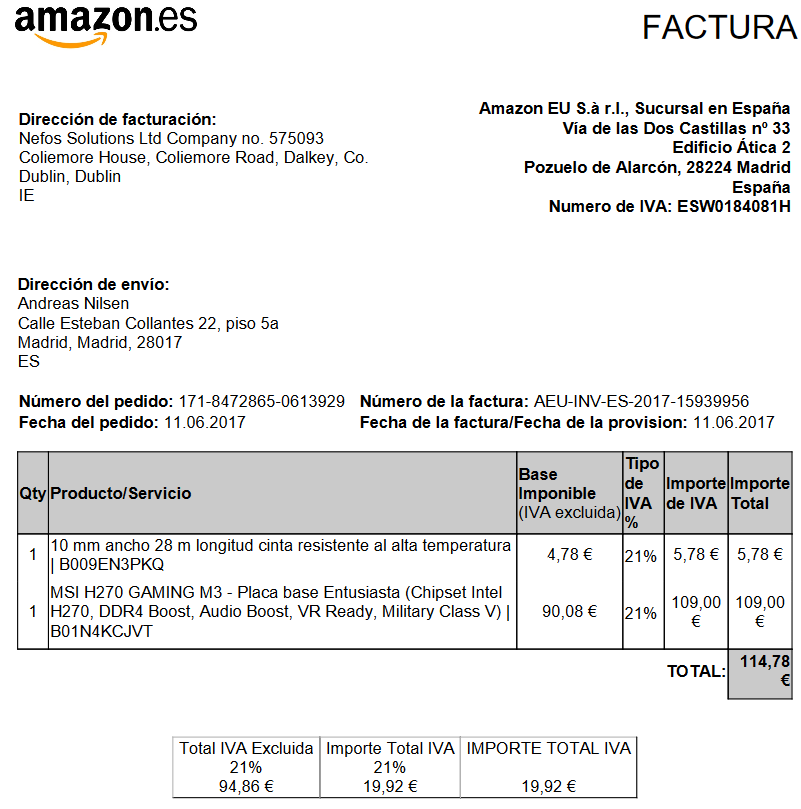 amazon.es
FACTURA
Dirección de facturación:
Nefos Solutions Ltd Company no. 575093
Coliemore House, Coliemore Road, Dalkey, Co.
Dublin, Dublin
IE
Amazon EU S.à r.l., Sucursal en España
Vía de las Dos Castillas nº 33
Edificio Ática 2
Pozuelo de Alarcón, 28224 Madrid
España
Numero de IVA: ESW0184081H
Dirección de envío:
Andreas Nilsen
Calle Esteban Collantes 22, piso 5a
Madrid, Madrid, 28017
ES
Número del pedido: 171-8472865-0613929 Número de la factura: AEU-INV-ES-2017-15939956
Fecha del pedido: 11.06.2017 Fecha de la factura/Fecha de la provision: 11.06.2017
Qty
Producto/Servicio
Base
Imponible
(IVA excluida)
Tipo
de
IVA
%
Importe
de IVA
Importe
Total
1
10 mm ancho 28 m longitud cinta resistente al alta temperatura
| B009EN3PKQ
4,78 €
21%
5,78 €
5,78 €
1
MSI H270 GAMING M3 - Placa base Entusiasta (Chipset Intel
H270, DDR4 Boost, Audio Boost, VR Ready, Military Class V) |
B01N4KCJVT
90,08 €
21%
109,00
€
109,00
€
TOTAL:
114,78
€
Total IVA Excluida
21%
94,86 €
Importe Total IVA
21%
19,92 €
IMPORTE TOTAL IVA
19,92 €